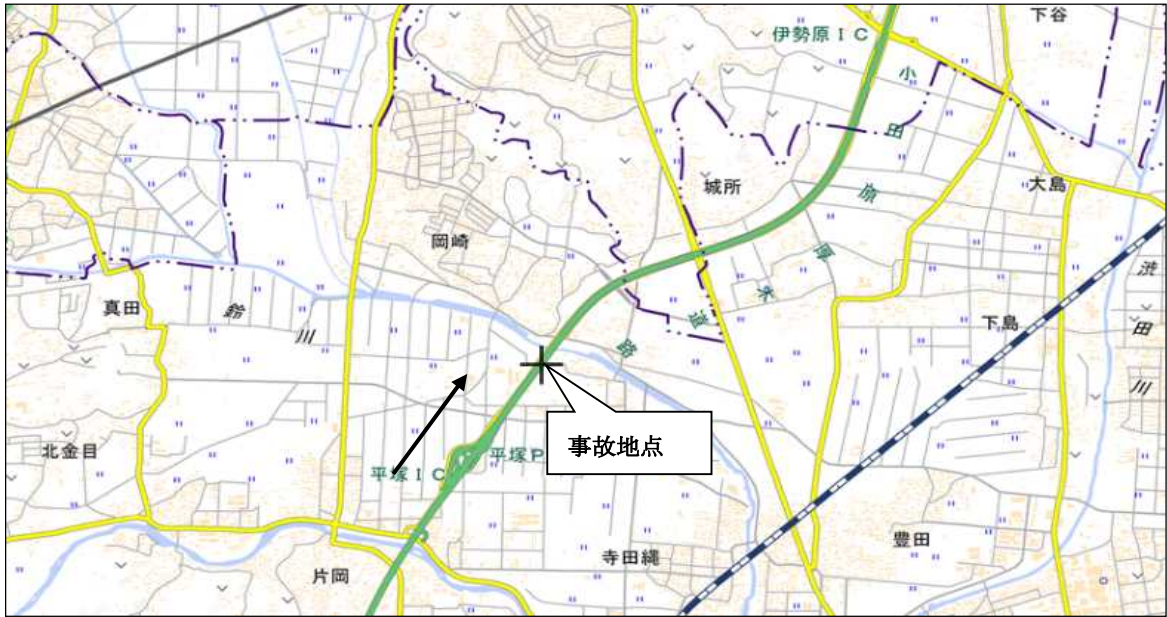 下谷
伊勢原IC
小田原厚木道路
城所
大島
岡崎
渋田川
真田
鈴川
下島
事故地点
北金目
平塚P
平塚IC
豊田
寺田縄
片岡